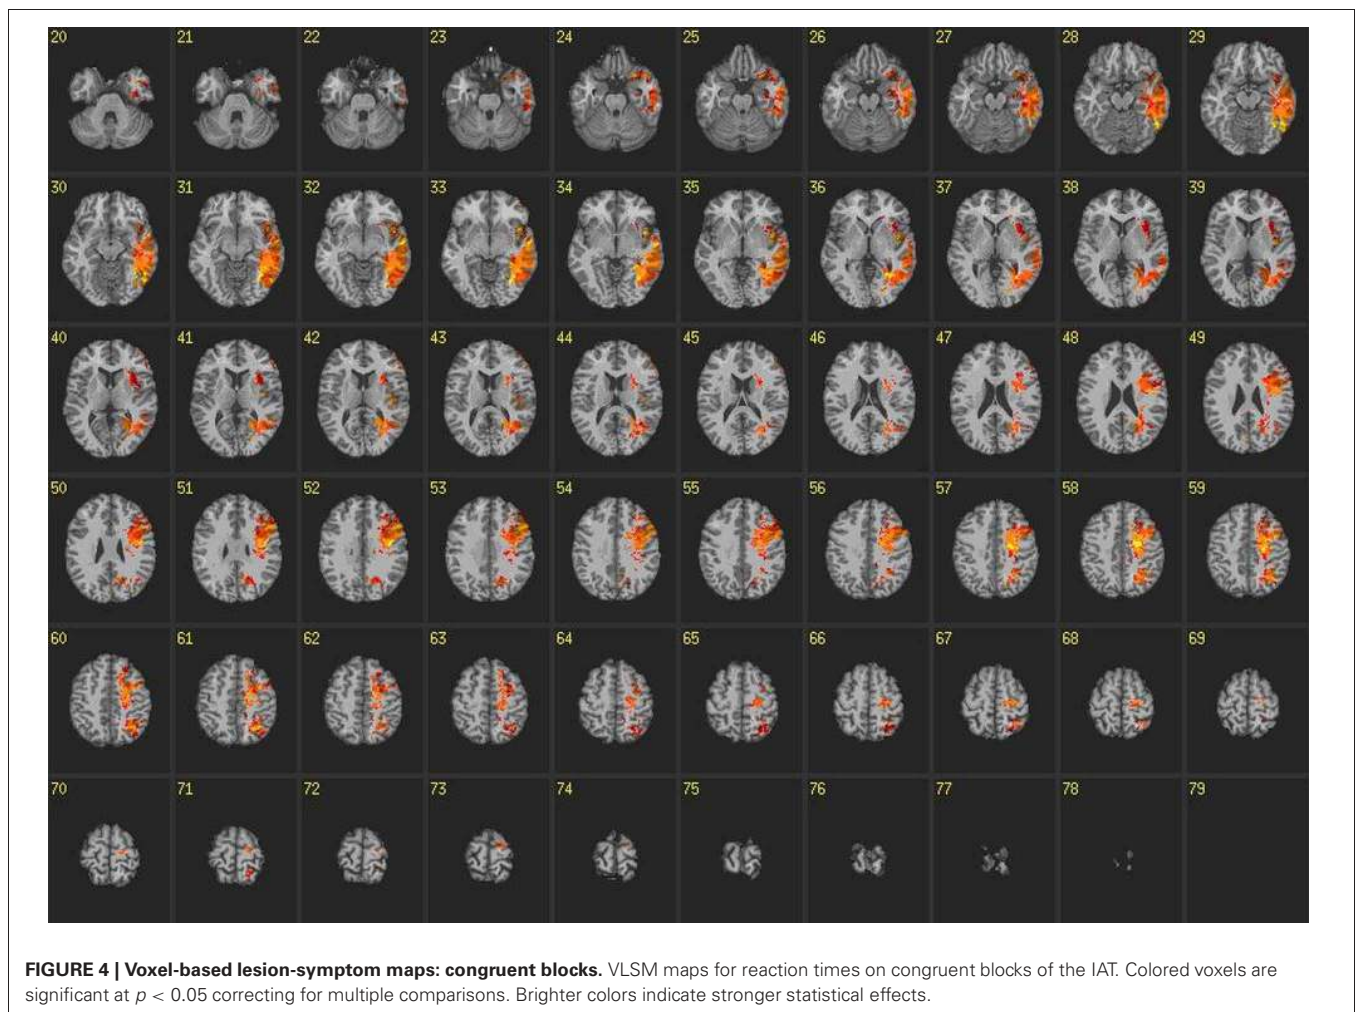 20 21 22 23 24 25 26 27 28 29
30 31 32 33 34 35 36 37 38 39
40 41 42 43 44 45 46 47 48 49
50 51 52 53 54 55 56 57 58 59
60 61 62 63 64 65 66 67 68 69
70 71 72 73 74 75 76 77 78 79
FIGURE 4 | Voxel-based lesion-symptom maps: congruent blocks. VLSM maps for reaction times on congruent blocks of the IAT. Colored voxels are
significant at p < 0.05 correcting for multiple comparisons. Brighter colors indicate stronger statistical effects.